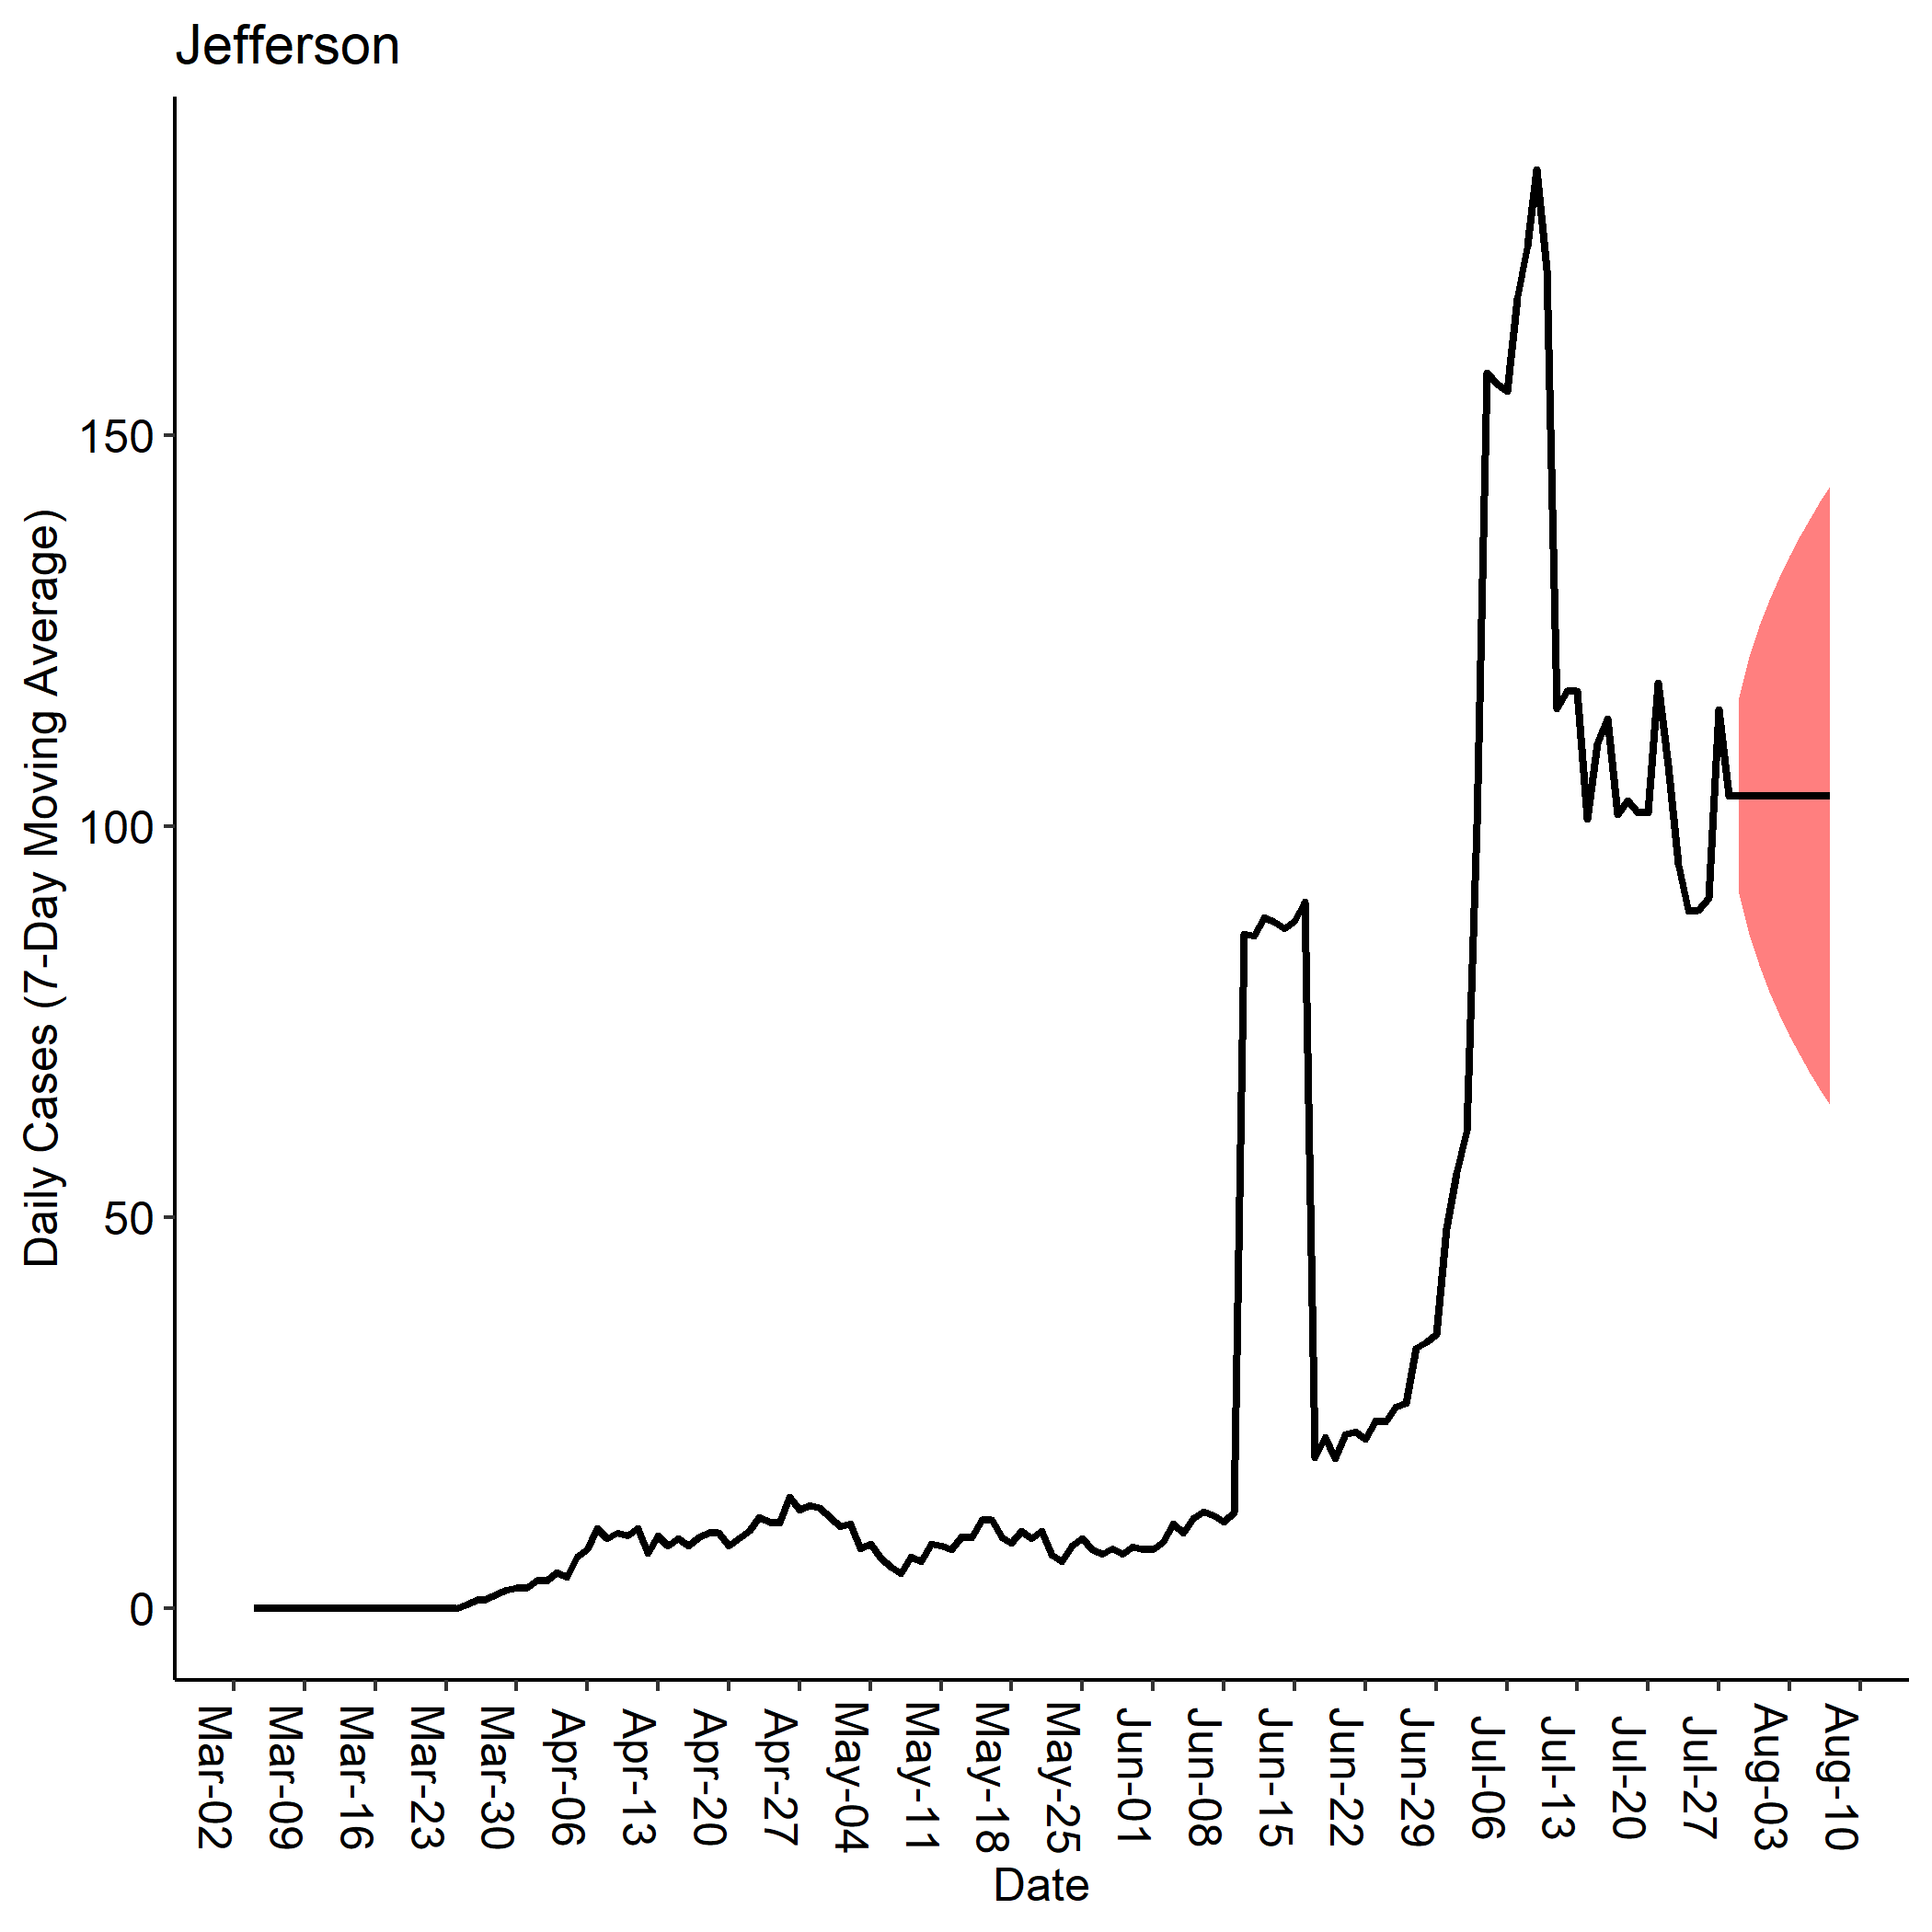 Jefferson
Daily Cases (7-Day Moving Average)
150
100
50
0
Mar-02
Mar-09
Mar-16
Mar-23
Mar-30
Apr-06
Apr-13
Apr-20
Apr-27
May-04
May-11
May-18
May-25
Jun-01
Jun-08
Jun-15
Jun-22
Jun-29
Jul-06
Jul-13
Jul-20
Jul-27
Aug-03
Aug-10
Date